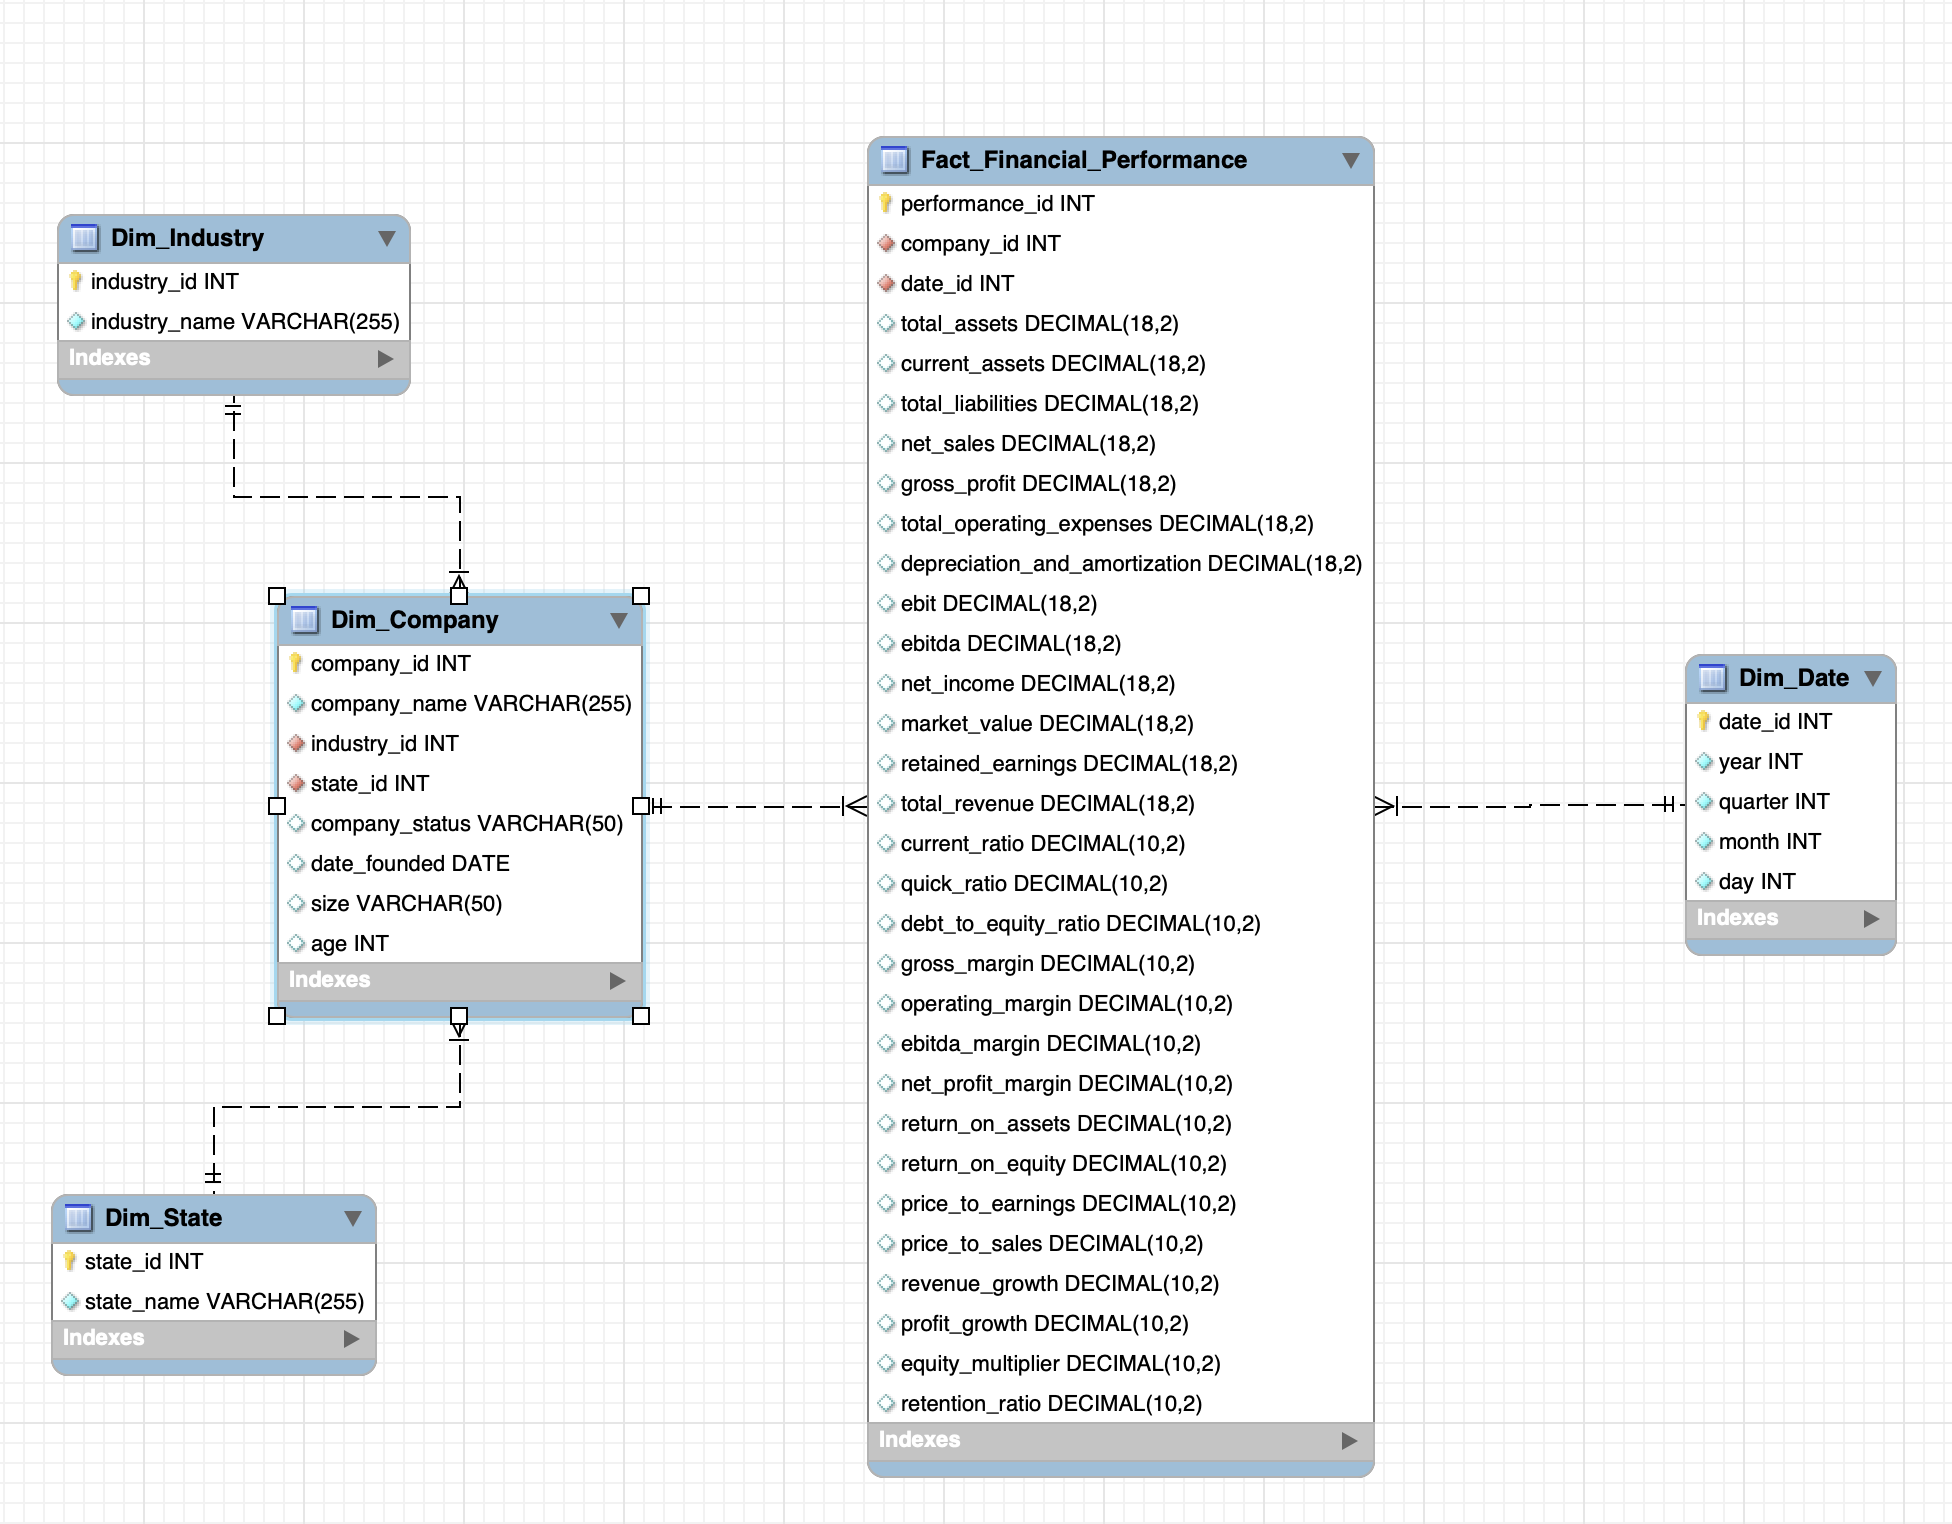 Dim_Industry
industry_id INT
industry_name VARCHAR(255)
Indexes
Dim_Company
company_id INT
company_name VARCHAR(255)
industry_id INT
state_id INT
company_status VARCHAR(50)
date_founded DATE
size VARCHAR(50)
age INT
Indexes
Dim_State
state_id INT
state_name VARCHAR(255)
Indexes
Fact_Financial_Performance
performance_id INT
company_id INT
date_id INT
total_assets DECIMAL(18,2)
current_assets DECIMAL(18,2)
total_liabilities DECIMAL(18,2)
net_sales DECIMAL(18,2)
gross_profit DECIMAL(18,2)
total_operating_expenses DECIMAL(18,2)
depreciation_and_amortization DECIMAL(18,2)
ebit DECIMAL(18,2)
ebitda DECIMAL(18,2)
net_income DECIMAL(18,2)
market_value DECIMAL(18,2)
retained_earnings DECIMAL(18,2)
total_revenue DECIMAL(18,2)
current_ratio DECIMAL(10,2)
quick_ratio DECIMAL(10,2)
debt_to_equity_ratio DECIMAL(10,2)
gross_margin DECIMAL(10,2)
operating_margin DECIMAL(10,2)
ebitda_margin DECIMAL(10,2)
net_profit_margin DECIMAL(10,2)
return_on_assets DECIMAL(10,2)
return_on_equity DECIMAL(10,2)
price_to_earnings DECIMAL(10,2)
price_to_sales DECIMAL(10,2)
revenue_growth DECIMAL(10,2)
profit_growth DECIMAL(10,2)
equity_multiplier DECIMAL(10,2)
retention_ratio DECIMAL(10,2)
Indexes
Dim_Date
date_id INT
year INT
quarter INT
month INT
day INT
Indexes